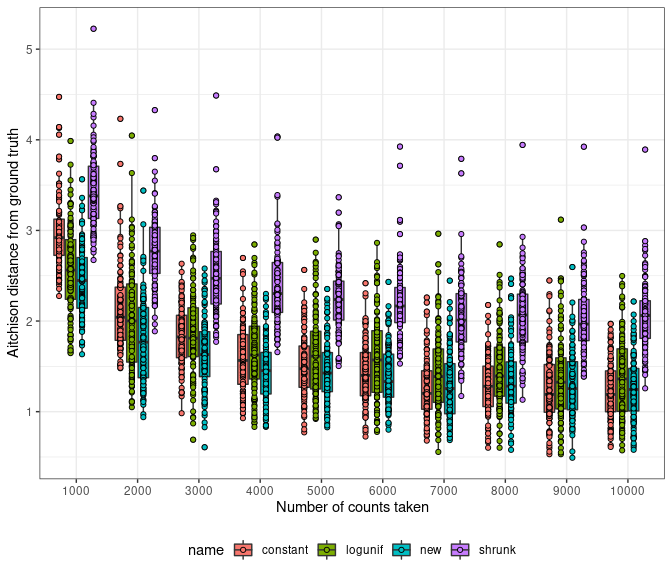 Aitchison distance from ground truth
5
4
3
2
1
1000 2000 3000 4000 5000 6000 7000 8000 9000 10000
Number of counts taken
name constant logunif new shrunk